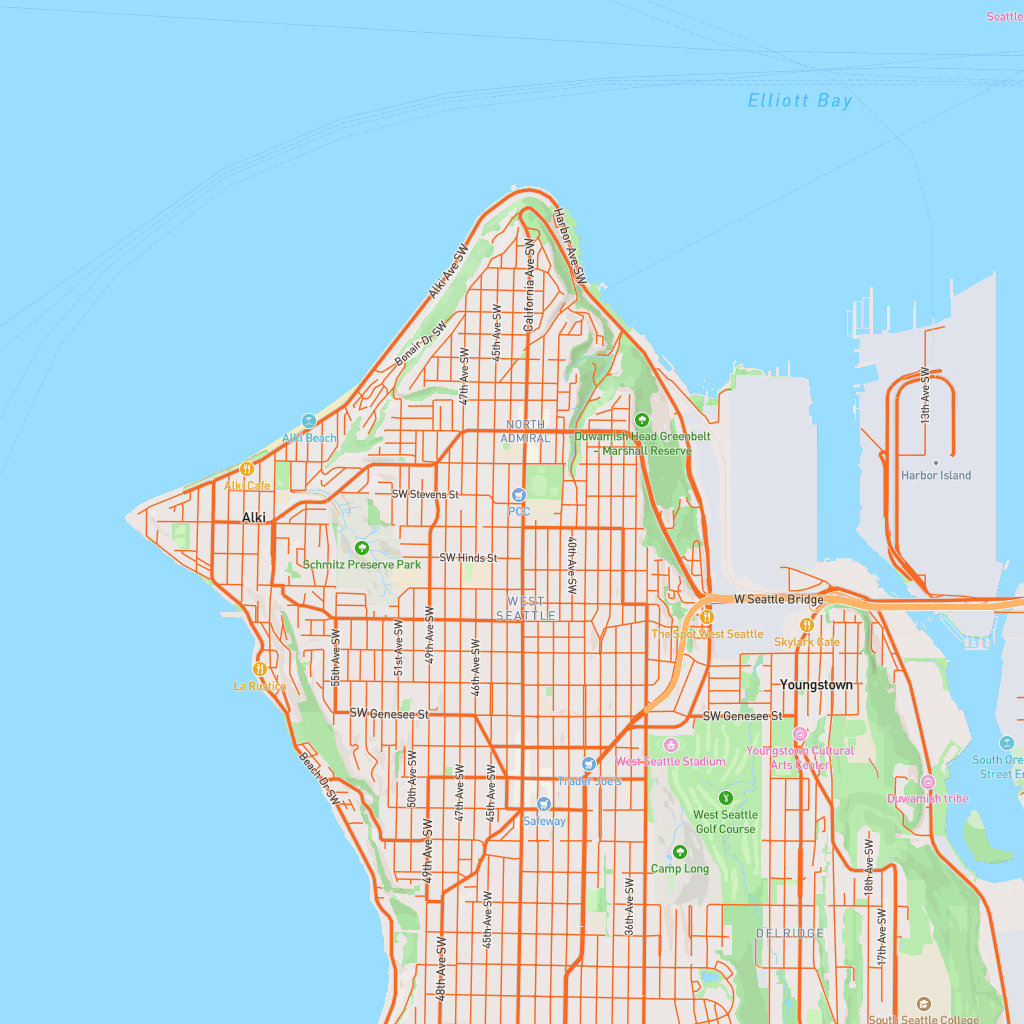 Seattle
Elliott Bay
Harbor Ave SW
Alki Ave SW
California Ave SW
Bonair Dr SW
45th Ave SW
47th Ave SW
13th Ave SW
Alki Beach
NORTH
ADMIRAL
Duwamish Head Greenbelt
– Marshall Reserve
Harbor Island
Alki Cafe
SW Stevens St
PCC
Alki
SW Hinds St
40th Ave SW
Schmitz Preserve Park
W Seattle Bridge
WEST
SEATTLE
The Spot West Seattle
Skylark Cafe
55th Ave SW
51st Ave SW
49th Ave SW
46th Ave SW
La Rustica
Youngstown
SW Genesee St
SW Genesee St
Youngstown Cultural
Arts Center
West Seattle Stadium
South Ore
Street En
Beach Dr SW
50th Ave SW
47th Ave SW
45th Ave SW
Trader Joe's
Duwamish tribe
West Seattle
Golf Course
Safeway
49th Ave SW
Camp Long
18th Ave SW
36th Ave SW
45th Ave SW
17th Ave SW
DELRIDGE
48th Ave SW
South Seattle College